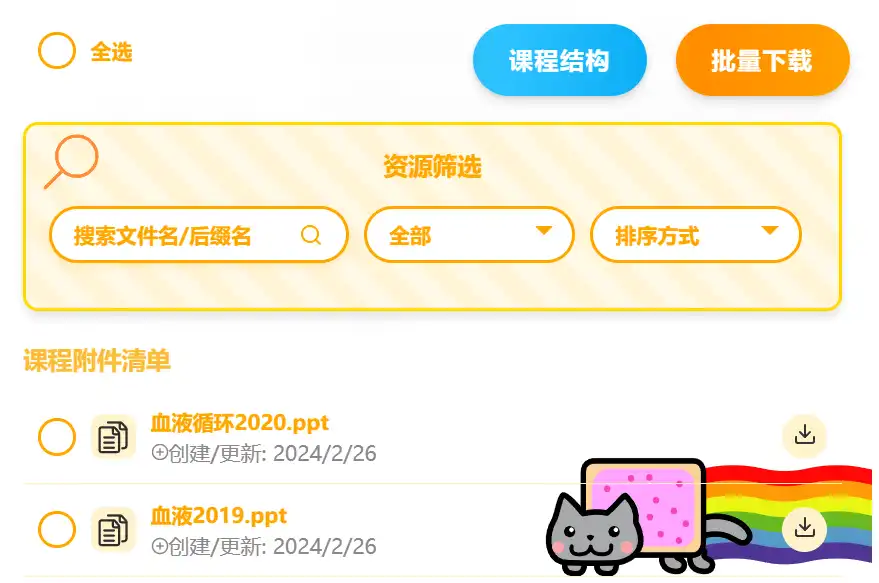 全选
课程结构
批量下载
资源筛选
搜索文件名/后缀名
全部
排序方式
课程附件清单
血液循环2020.ppt
创建/更新: 2024/2/26
血液2019.ppt
创建/更新: 2024/2/26